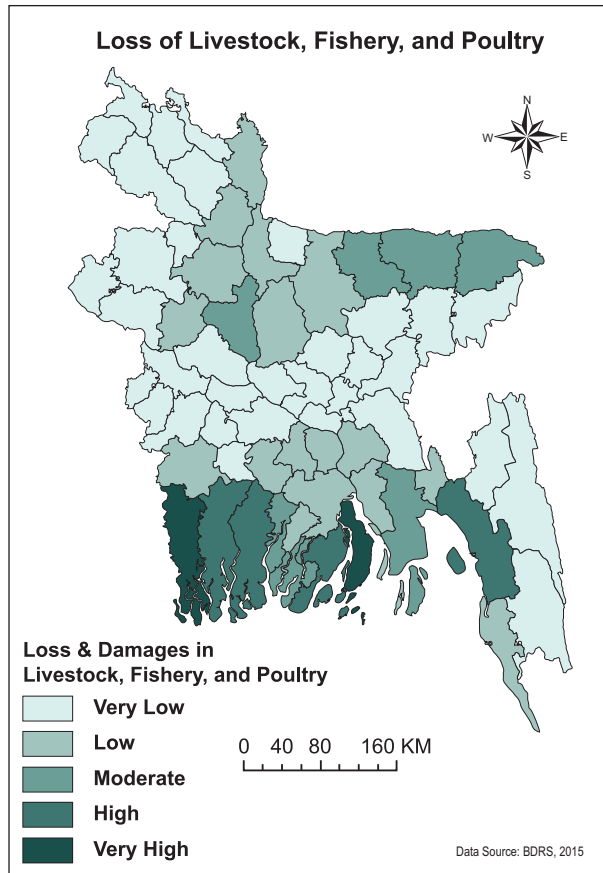 Loss of Livestock, Fishery, and Poultry
N
W E
S
Loss & Damages in
Livestock, Fishery, and Poultry
Very Low
Low
Moderate
High
Very High
0 40 80 160 KM
Data Source: BDRS, 2015